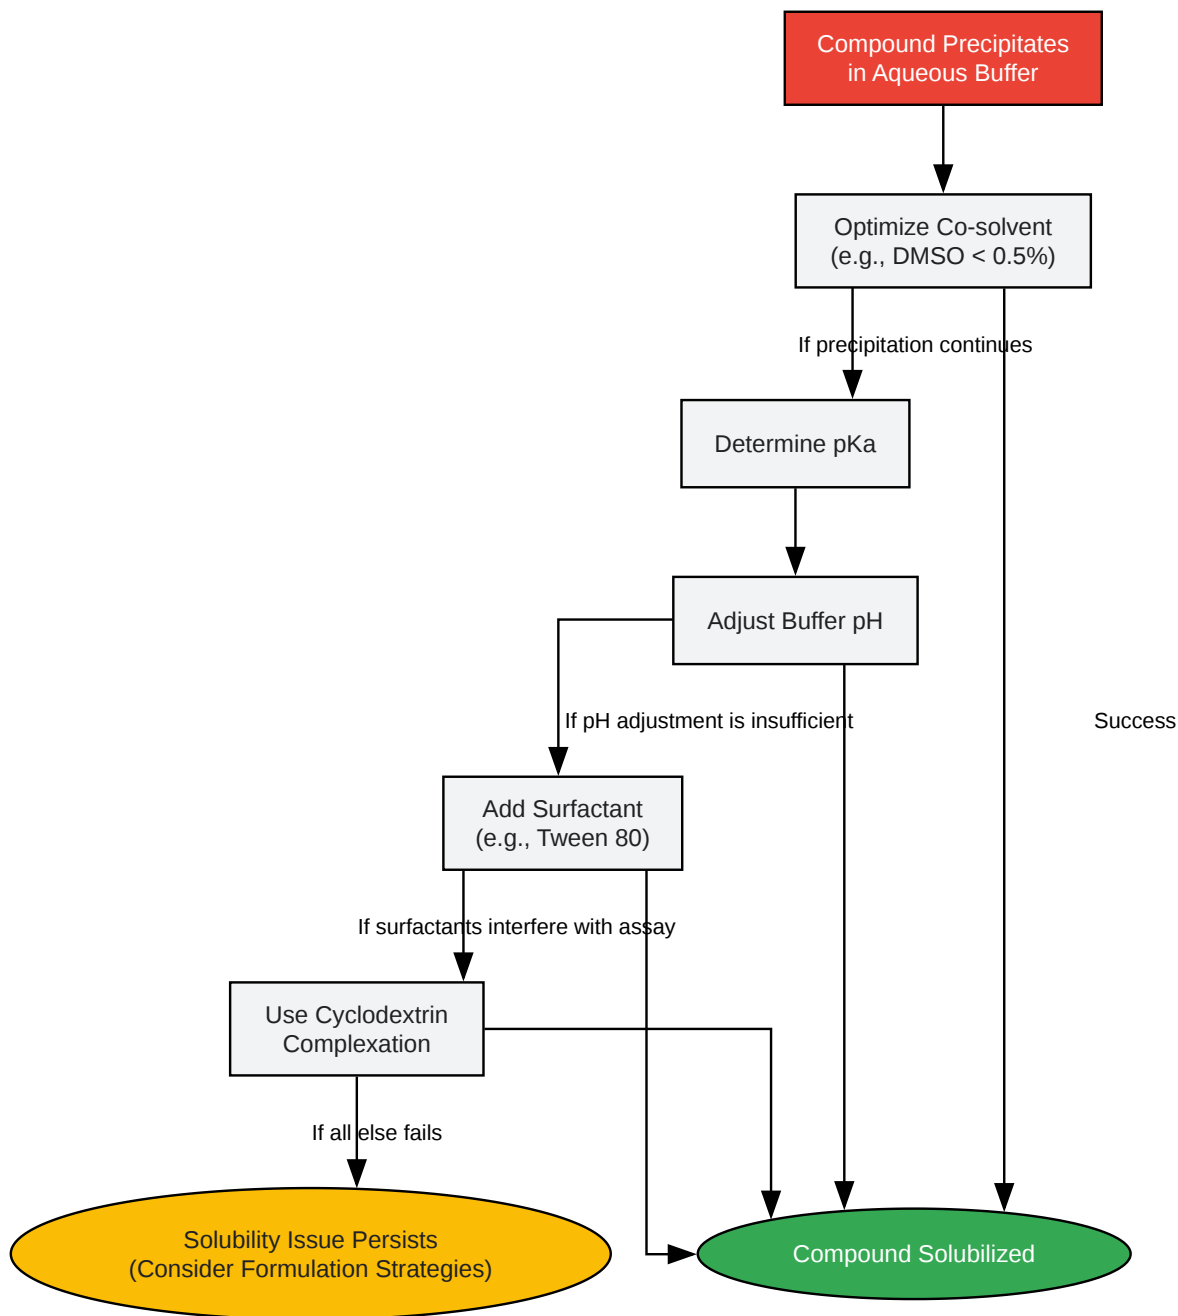 Compound Precipitates
in Aqueous Buffer
Optimize Co-solvent
(e.g., DMSO < 0.5%)
If precipitation continues
Determine pKa
Adjust Buffer pH
If pH adjustment is insufficient
Success
Add Surfactant
(e.g., Tween 80)
If surfactants interfere with assay
Use Cyclodextrin
Complexation
If all else fails
Solubility Issue Persists
(Consider Formulation Strategies)
Compound Solubilized